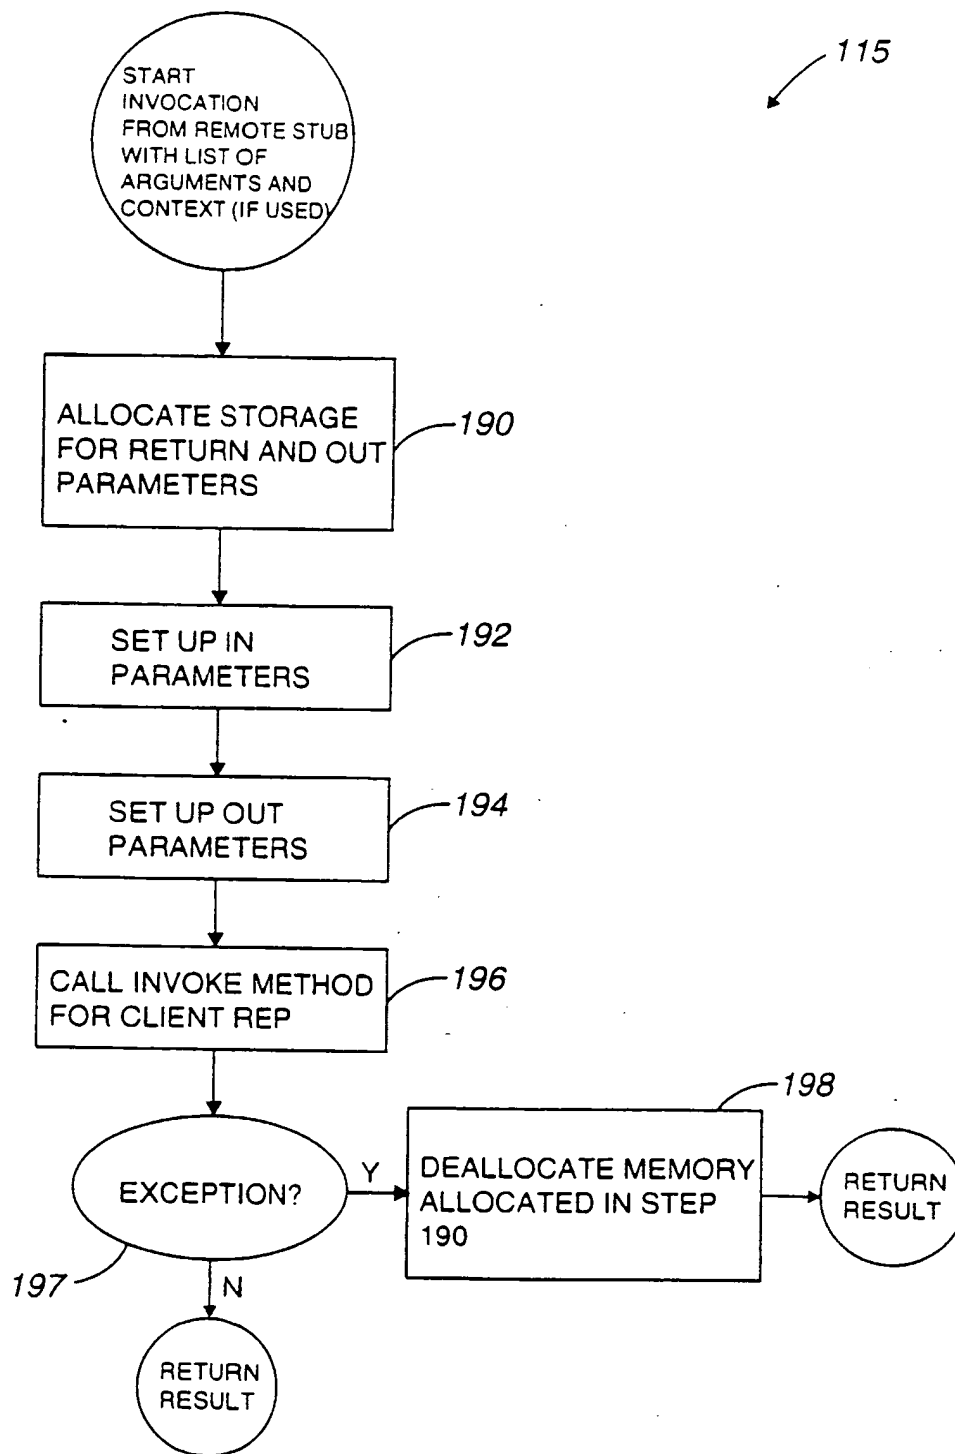 115
START
INVOCATION
FROM REMOTE STUB
WITH LIST OF
ARGUMENTS AND
CONTEXT (IF USED)
ALLOCATE STORAGE
FOR RETURN AND OUT
PARAMETERS
190
SET UP IN
PARAMETERS
192
SET UP OUT
PARAMETERS
194
CALL INVOKE METHOD
FOR CLIENT REP
196
EXCEPTION?
197
Y
N
DEALLOCATE MEMORY
ALLOCATED IN STEP
190
198
RETURN
RESULT
RETURN
RESULT